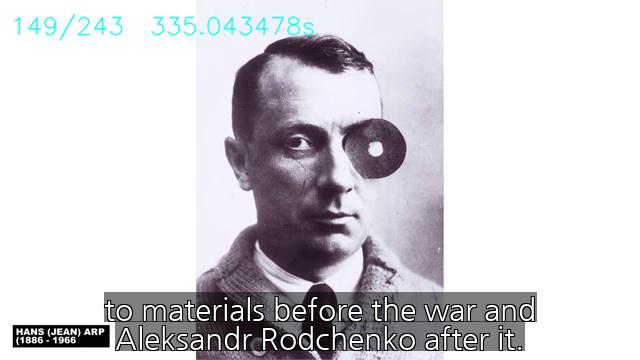 149/243 335.043478s
to materials before the war and
HANS (JEAN) ARP
(1886 - 1966
Aleksandr Rodchenko after it.